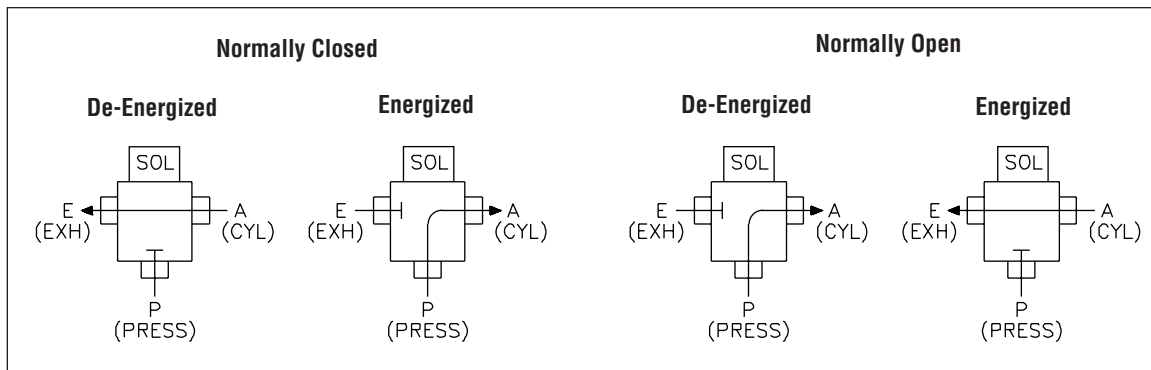 Normally Closed
Normally Open
De-Energized
Energized
De-Energized
Energized
SOL
SOL
SOL
SOL
E
(EXH)
A
(CYL)
E
(EXH)
A
(CYL)
E
(EXH)
A
(CYL)
E
(EXH)
A
(CYL)
P
(PRESS)
P
(PRESS)
P
(PRESS)
P
(PRESS)